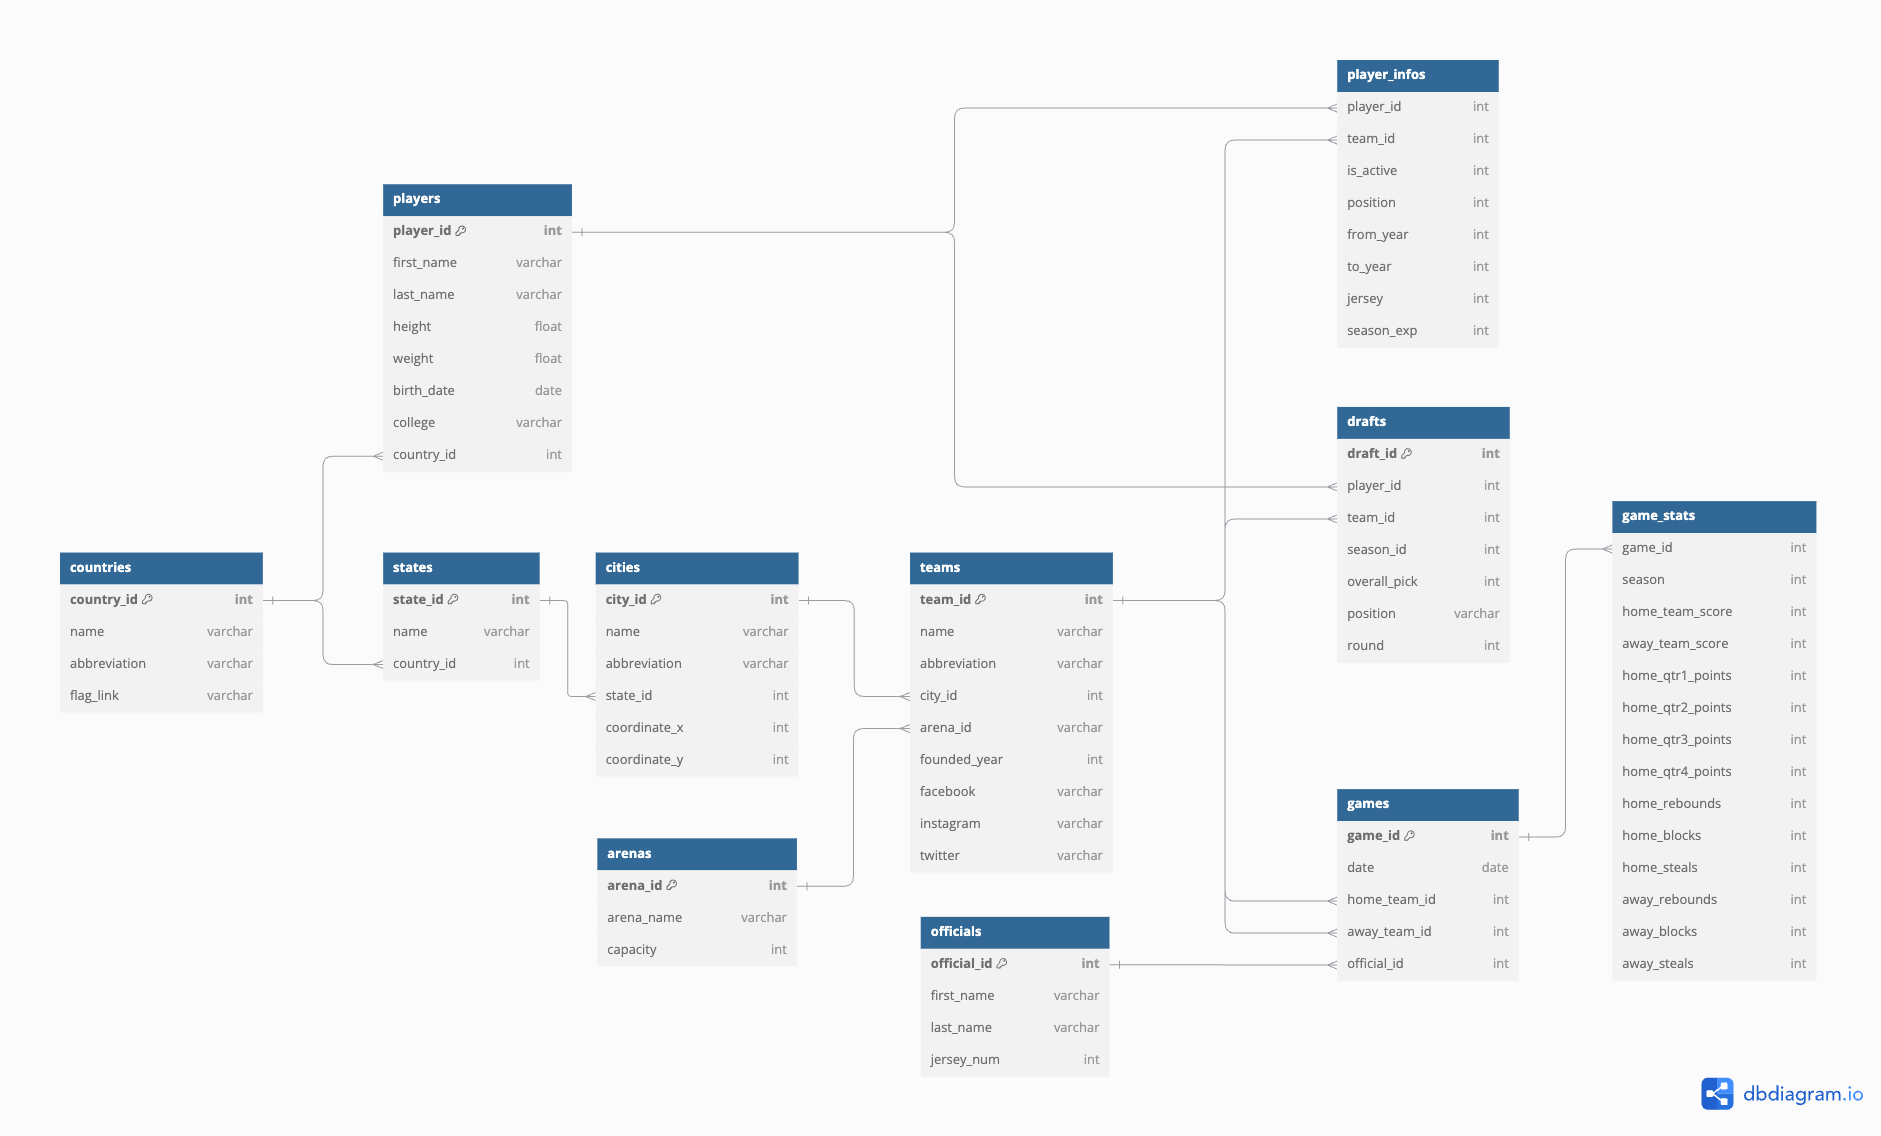 player_infos
player_id int
team_id int
is_active int
position int
from_year int
to_year int
jersey int
season_exp int
players
player_id int
first_name varchar
last_name varchar
height float
weight float
birth_date date
college varchar
country_id int
drafts
draft_id int
player_id int
team_id int
season_id int
overall_pick int
position varchar
round int
game_stats
game_id int
season int
home_team_score int
away_team_score int
home_qtr1_points int
home_qtr2_points int
home_qtr3_points int
home_qtr4_points int
home_rebounds int
home_blocks int
home_steals int
away_rebounds int
away_blocks int
away_steals int
countries
country_id int
name varchar
abbreviation varchar
flag_link varchar
states
state_id int
name varchar
country_id int
cities
city_id int
name varchar
abbreviation varchar
state_id int
coordinate_x int
coordinate_y int
teams
team_id int
name varchar
abbreviation varchar
city_id int
arena_id varchar
founded_year int
facebook varchar
instagram varchar
twitter varchar
arenas
arena_id int
arena_name varchar
capacity int
officials
official_id int
first_name varchar
last_name varchar
jersey_num int
games
game_id int
date date
home_team_id int
away_team_id int
official_id int
dbdiagram.io